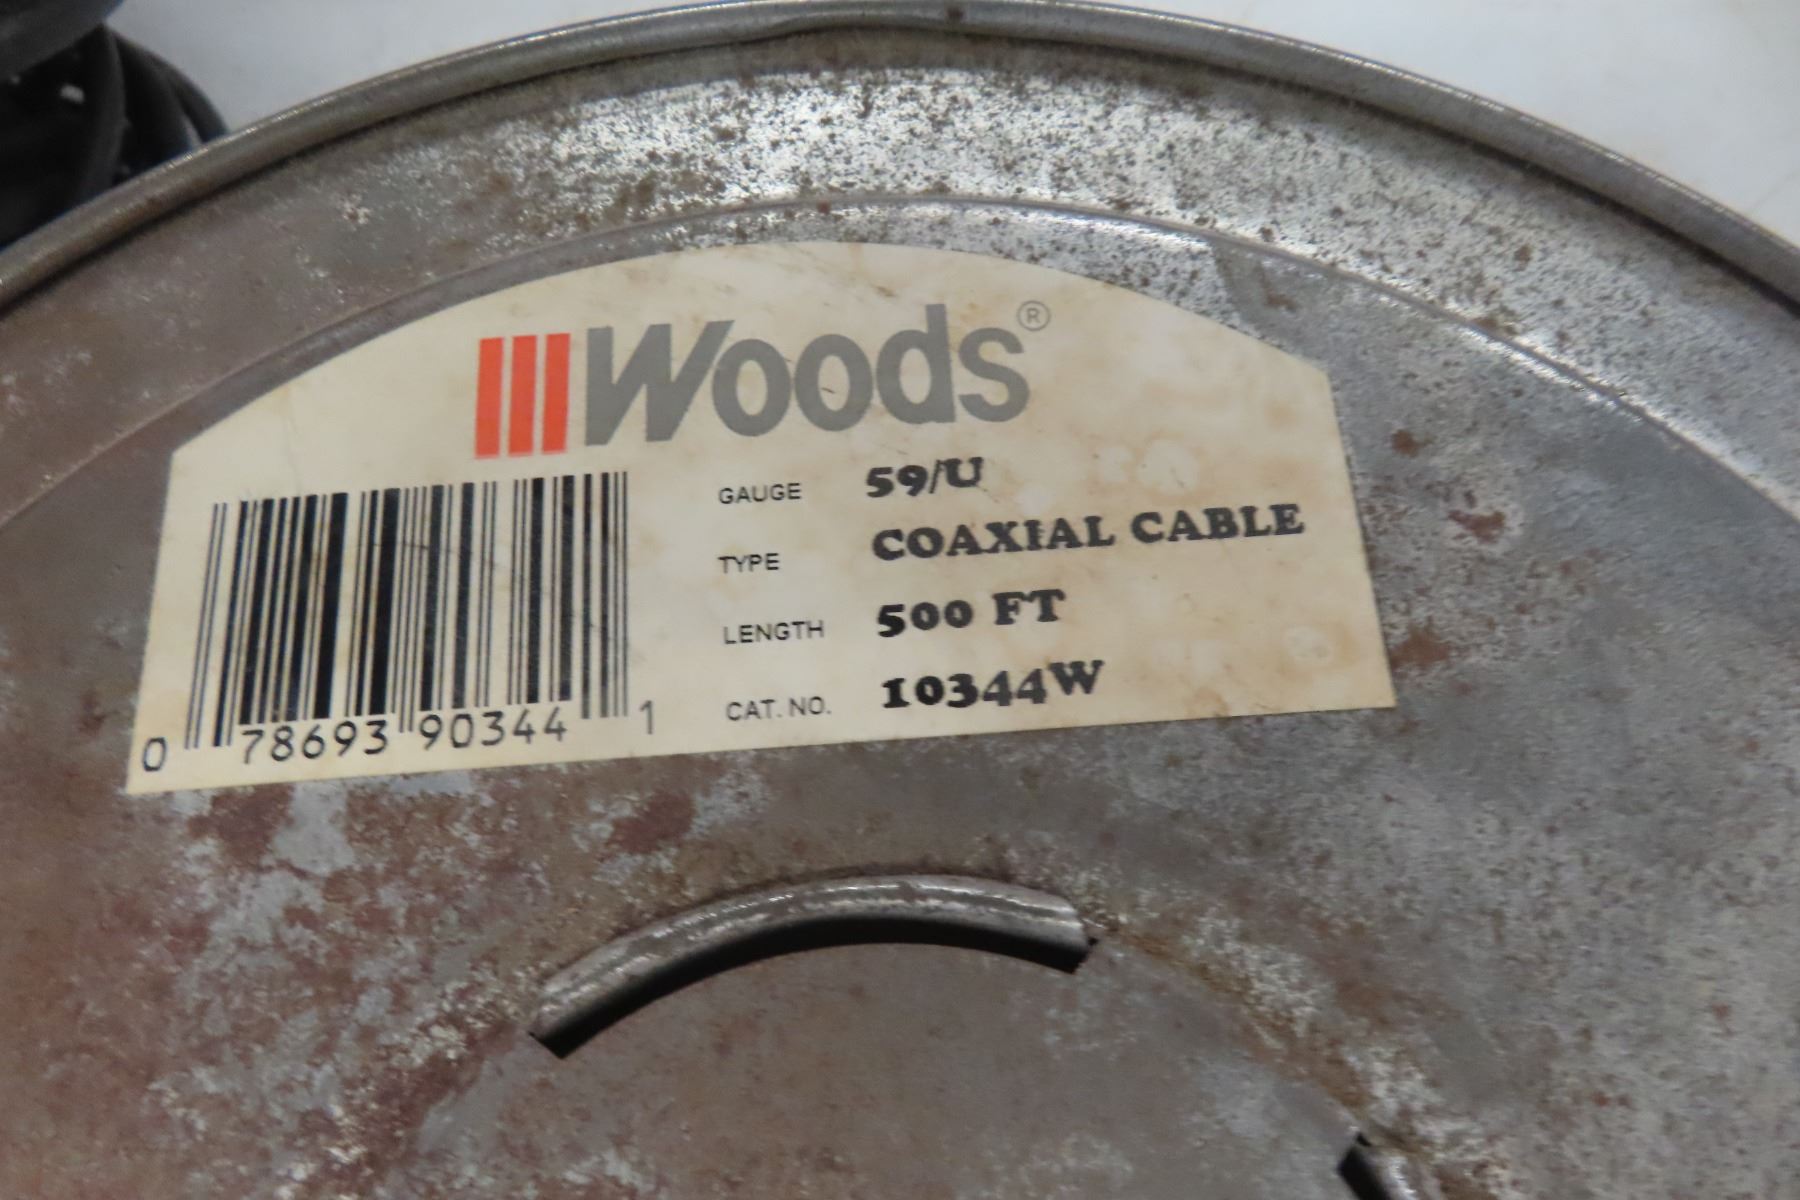 Woods®
GAUGE 59/U
TYPE COAXIAL CABLE
LENGTH 500 FT
CAT. NO. 10344W
0 78693 90344 1